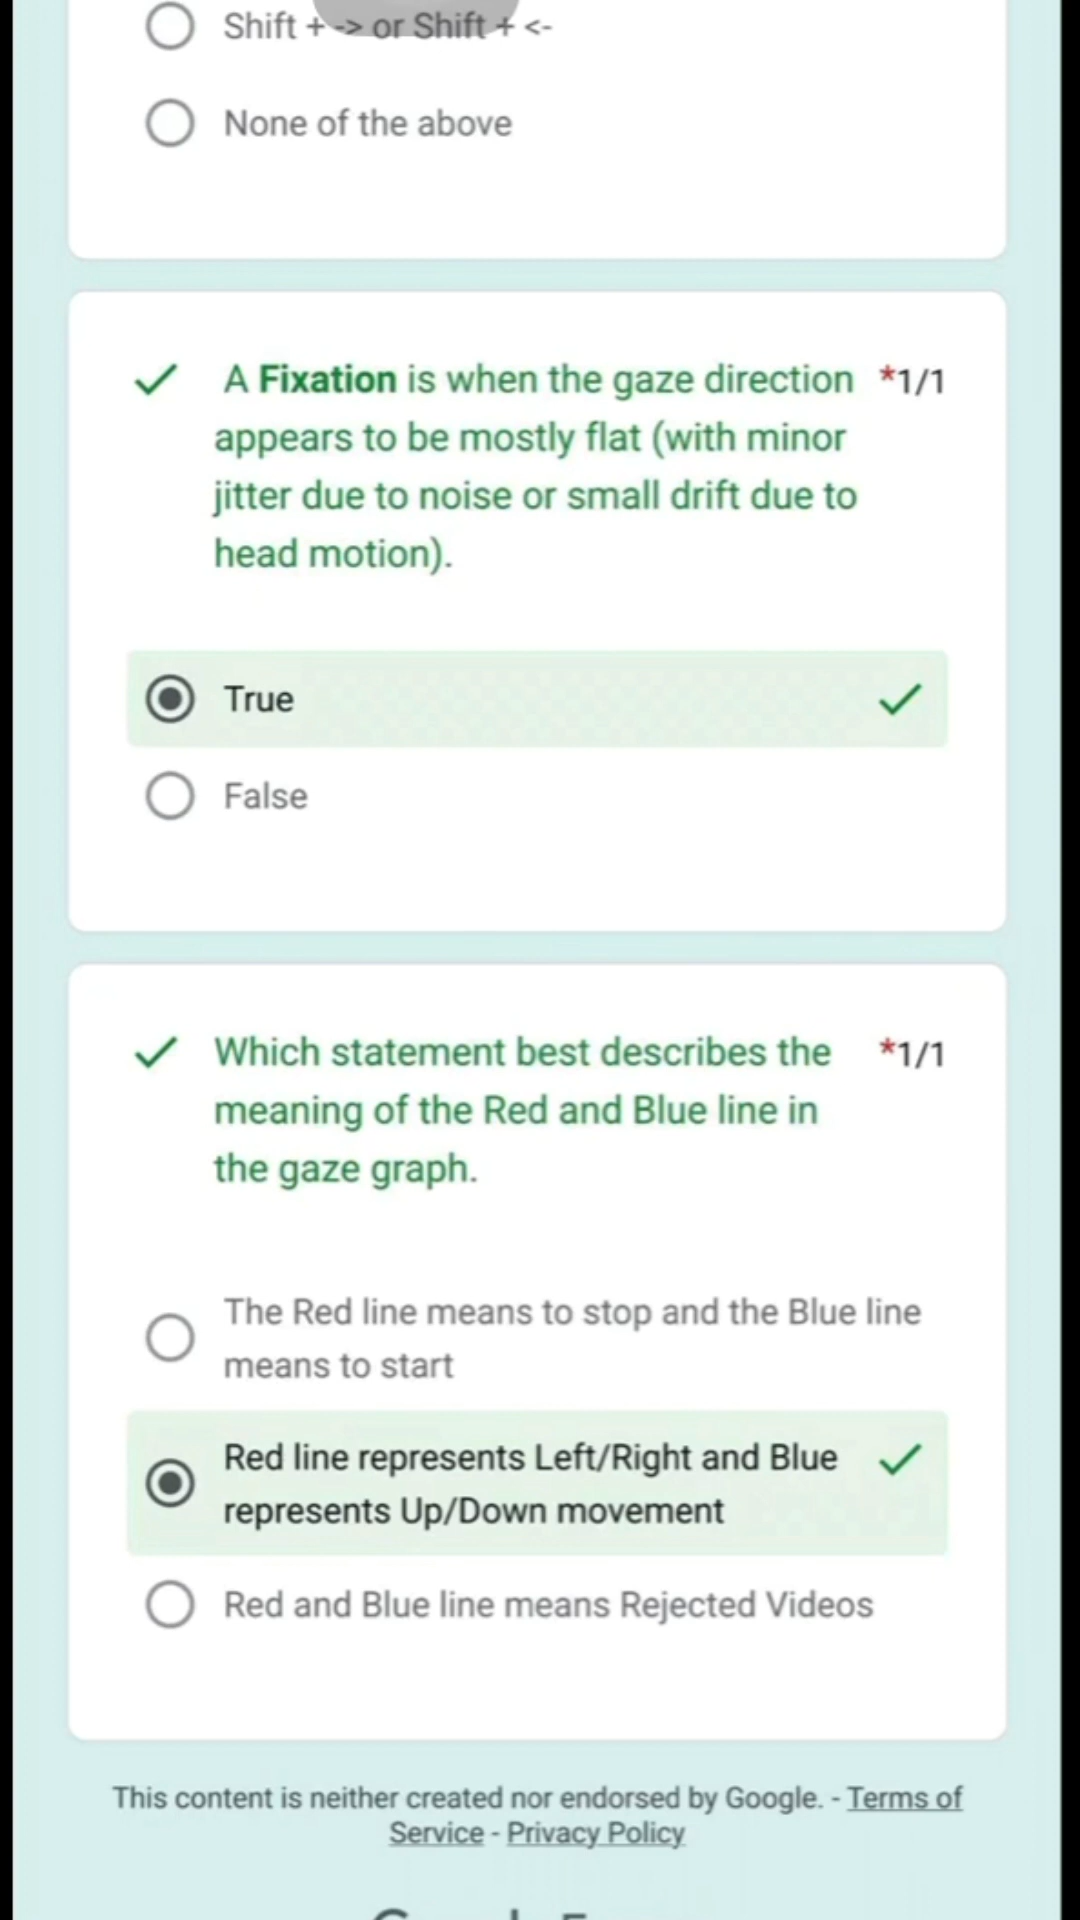 Shift + -> or Shift + <-
None of the above
A Fixation is when the gaze direction *1/1
appears to be mostly flat (with minor
jitter due to noise or small drift due to
head motion).
True
False
Which statement best describes the *1/1
meaning of the Red and Blue line in
the gaze graph.
The Red line means to stop and the Blue line
means to start
Red line represents Left/Right and Blue
represents Up/Down movement
Red and Blue line means Rejected Videos
This content is neither created nor endorsed by Google. - Terms of
Service - Privacy Policy